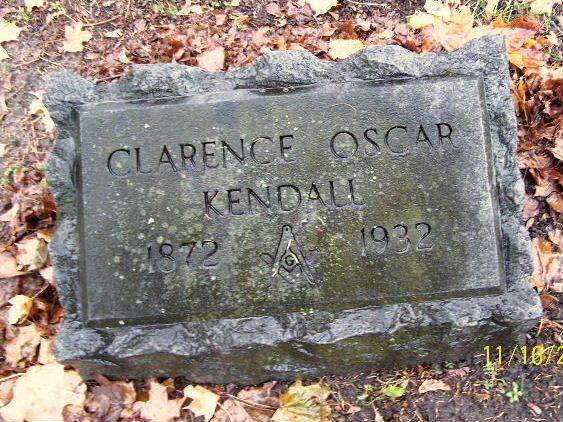 CLARENCE OSCAR
KENDALL
1872 1932
G